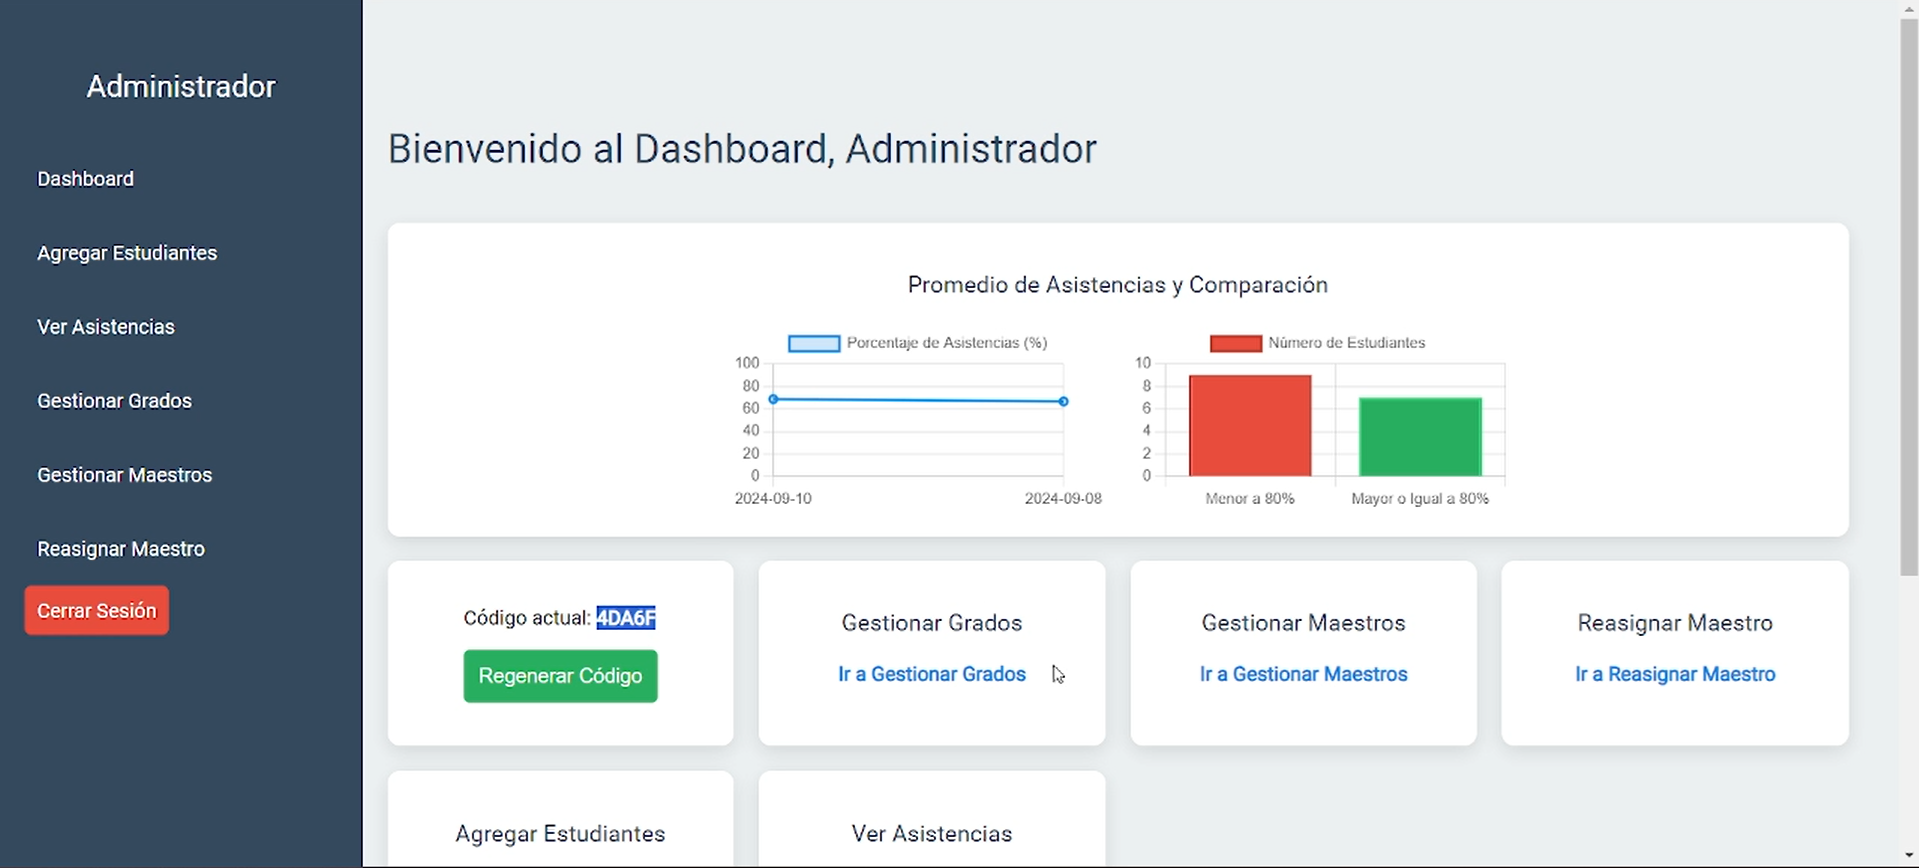 Administrador
Dashboard
Agregar Estudiantes
Ver Asistencias
Gestionar Grados
Gestionar Maestros
Reasignar Maestro
Cerrar Sesión
Bienvenido al Dashboard, Administrador
Promedio de Asistencias y Comparación
Porcentaje de Asistencias (%)
100
80
60
40
20
0
2024-09-10
2024-09-08
Número de Estudiantes
10
8
6
4
2
0
Menor a 80%
Mayor o Igual a 80%
Código actual: 4DA6F
Regenerar Código
Gestionar Grados
Ir a Gestionar Grados
Gestionar Maestros
Ir a Gestionar Maestros
Reasignar Maestro
Ir a Reasignar Maestro
Agregar Estudiantes
Ver Asistencias